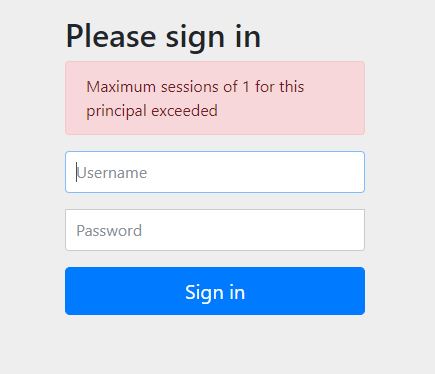 Please sign in
Maximum sessions of 1 for this
principal exceeded
Username
Password
Sign in